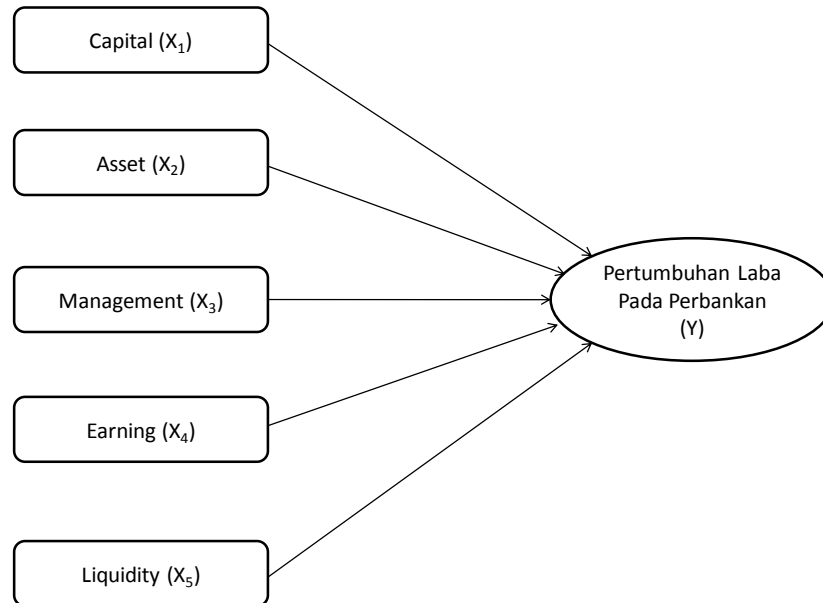 Capital (X₁)
Asset (X₂)
Management (X₃)
Earning (X₄)
Liquidity (X₅)
Pertumbuhan Laba
Pada Perbankan
(Y)